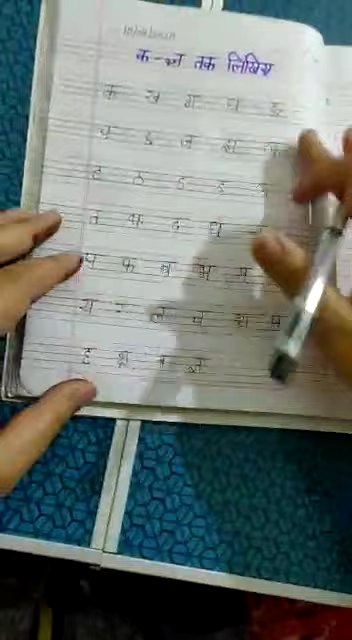 क-ज्ञ तक लिखिए
क ख ग घ ङ
च छ ज झ
ट ठ ड ढ ण
त थ द ध
प फ ब भ म
य र ल व श ष
ह क्ष त्र ज्ञ